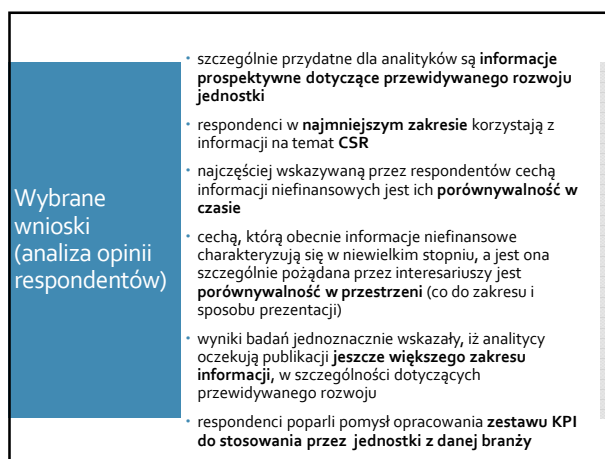 Wybrane
wnioski
(analiza opinii
respondentów)
• szczególnie przydatne dla analityków są informacje
prospektywne dotyczące przewidywanego rozwoju
jednostki
• respondenci w najmniejszym zakresie korzystają z
informacji na temat CSR
• najczęściej wskazywaną przez respondentów cechą
informacji niefinansowych jest ich porównywalność w
czasie
• cechą, którą obecnie informacje niefinansowe
charakteryzują się w niewielkim stopniu, a jest ona
szczególnie pożądana przez interesariuszy jest
porównywalność w przestrzeni (co do zakresu i
sposobu prezentacji)
• wyniki badań jednoznacznie wskazały, iż analitycy
oczekują publikacji jeszcze większego zakresu
informacji, w szczególności dotyczących
przewidywanego rozwoju
• respondenci poparli pomysł opracowania zestawu KPI
do stosowania przez jednostki z danej branży